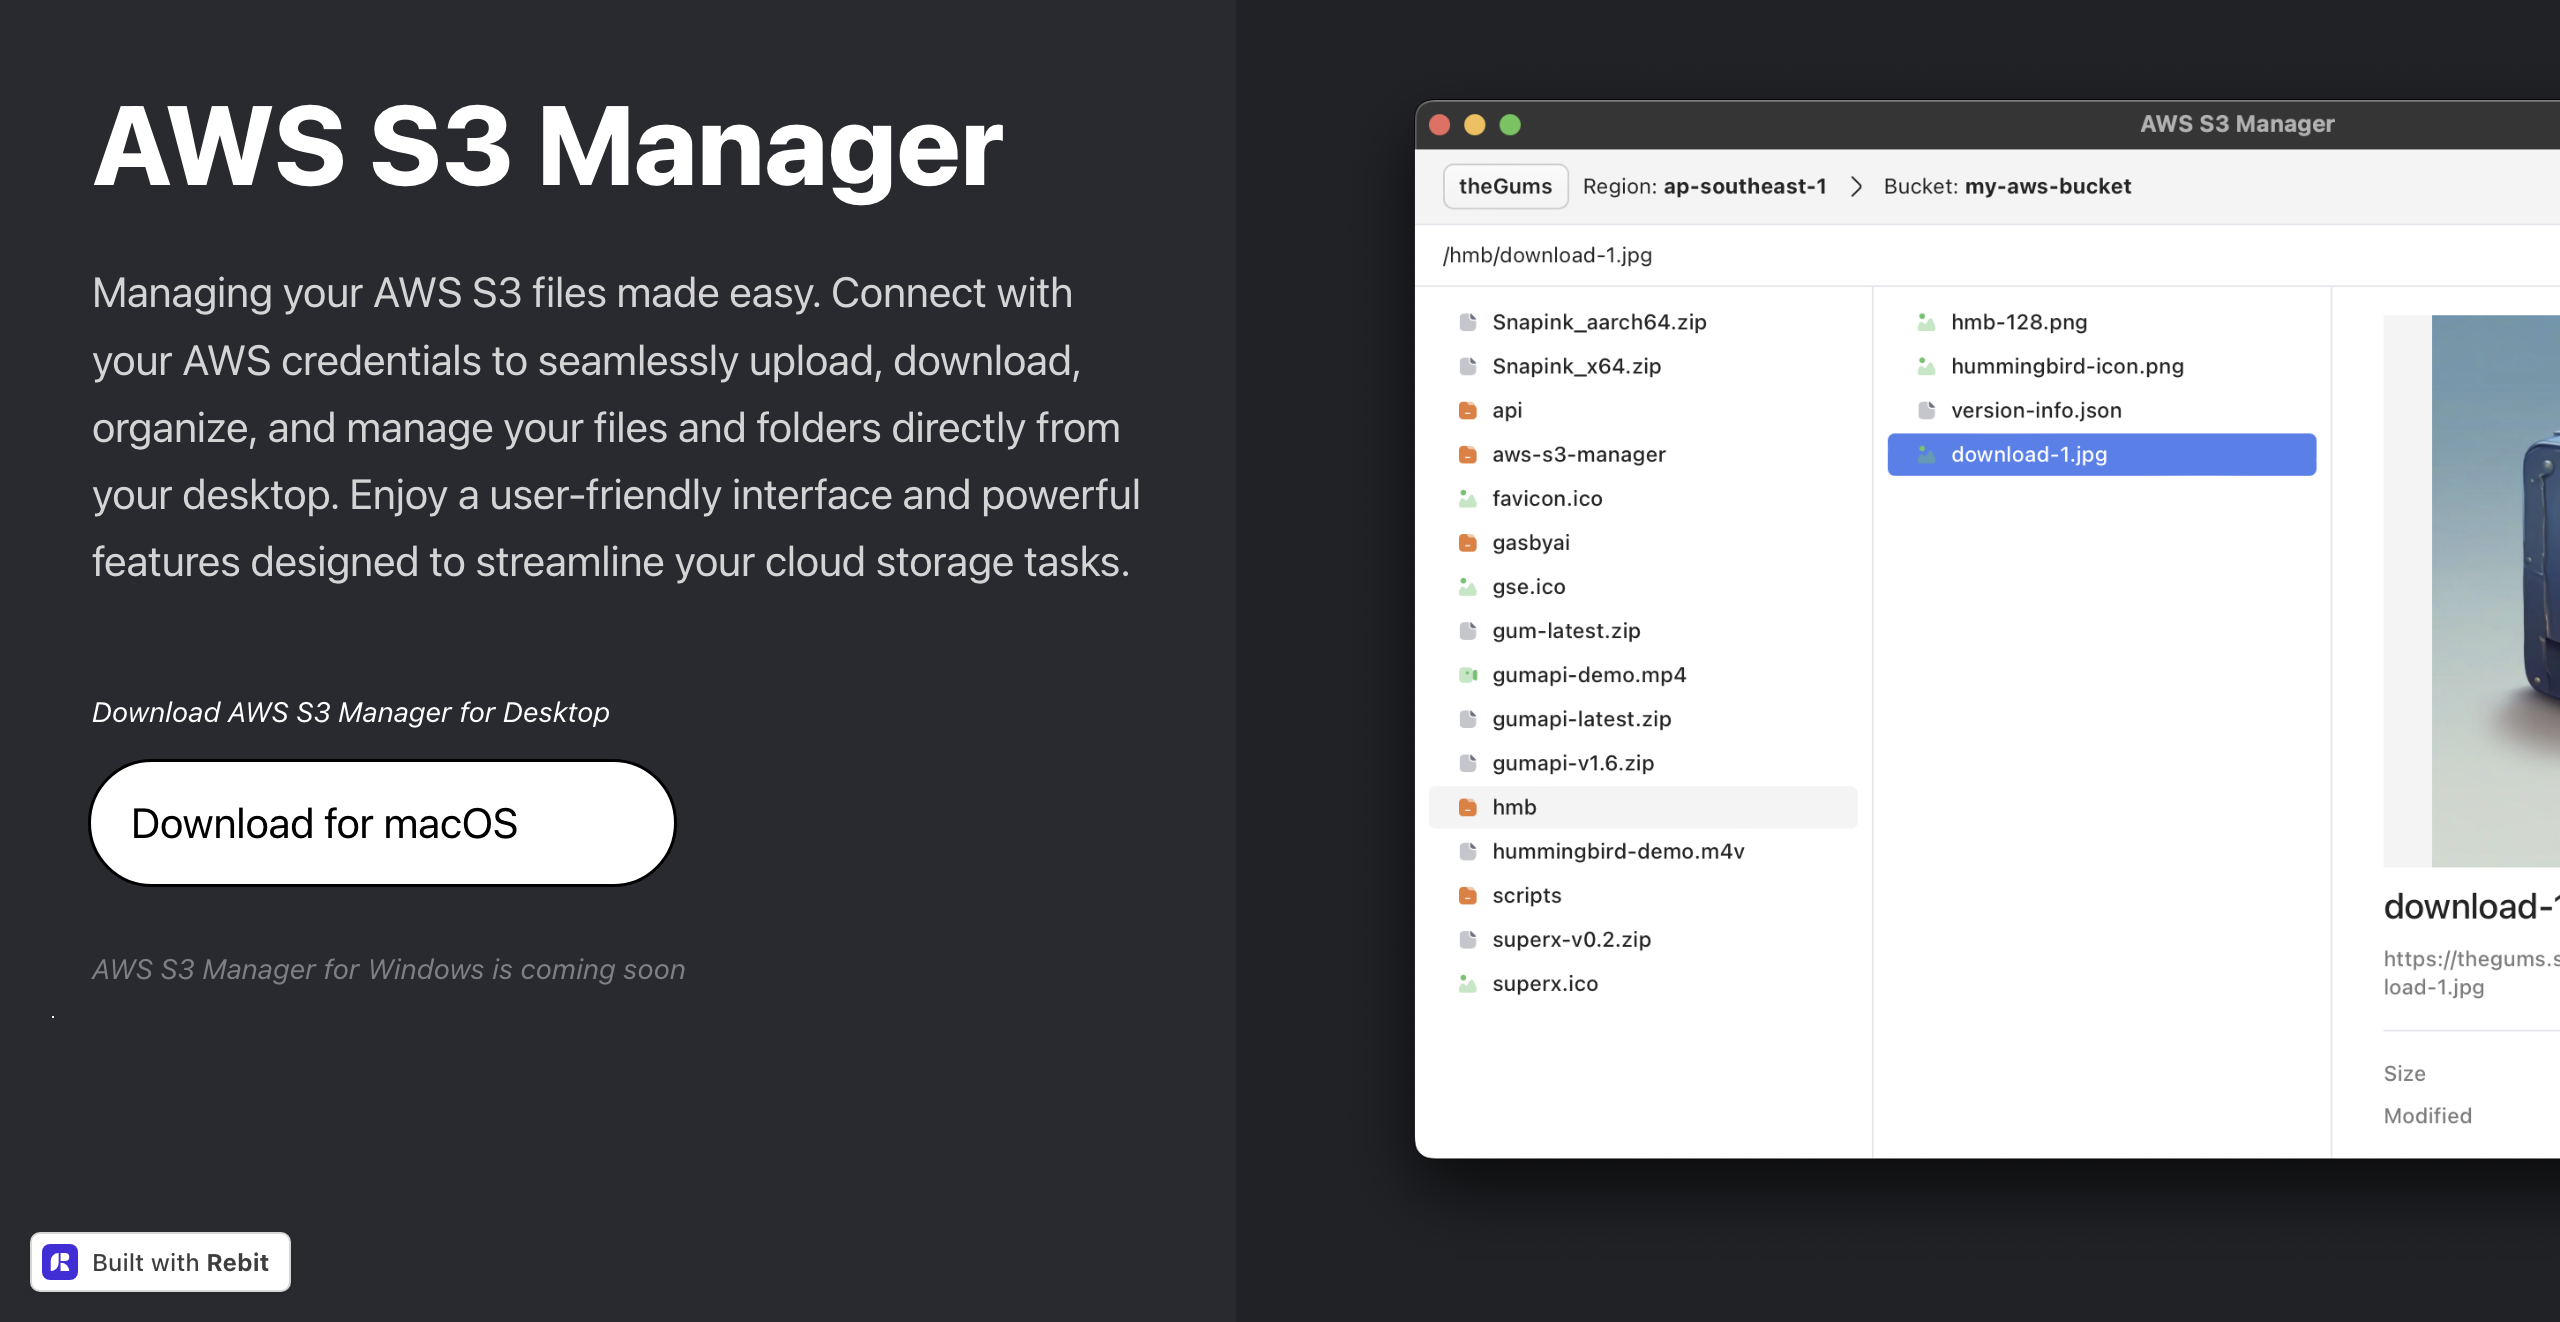 AWS S3 Manager
Managing your AWS S3 files made easy. Connect with
your AWS credentials to seamlessly upload, download,
organize, and manage your files and folders directly from
your desktop. Enjoy a user-friendly interface and powerful
features designed to streamline your cloud storage tasks.
Download AWS S3 Manager for Desktop
Download for macOS
AWS S3 Manager for Windows is coming soon
.
Built with Rebit
AWS S3 Manager
theGums Region: ap-southeast-1 > Bucket: my-aws-bucket
/hmb/download-1.jpg
Snapink_aarch64.zip
Snapink_x64.zip
api
aws-s3-manager
favicon.ico
gasbyai
gse.ico
gum-latest.zip
gumapi-demo.mp4
gumapi-latest.zip
gumapi-v1.6.zip
hmb
hummingbird-demo.m4v
scripts
superx-v0.2.zip
superx.ico
hmb-128.png
hummingbird-icon.png
version-info.json
download-1.jpg
download-1
https://thegums.s
load-1.jpg
Size
Modified